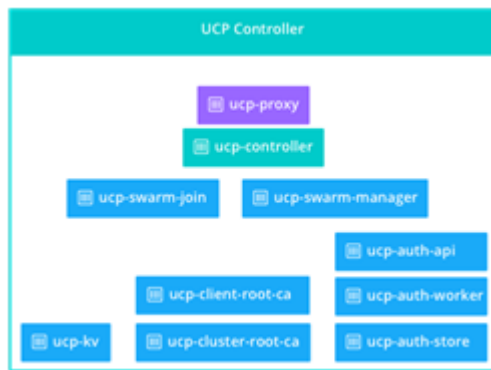 UCP Controller
ucp-proxy
ucp-controller
ucp-swarm-join
ucp-swarm-manager
ucp-auth-api
ucp-client-root-ca
ucp-auth-worker
ucp-kv
ucp-cluster-root-ca
ucp-auth-store